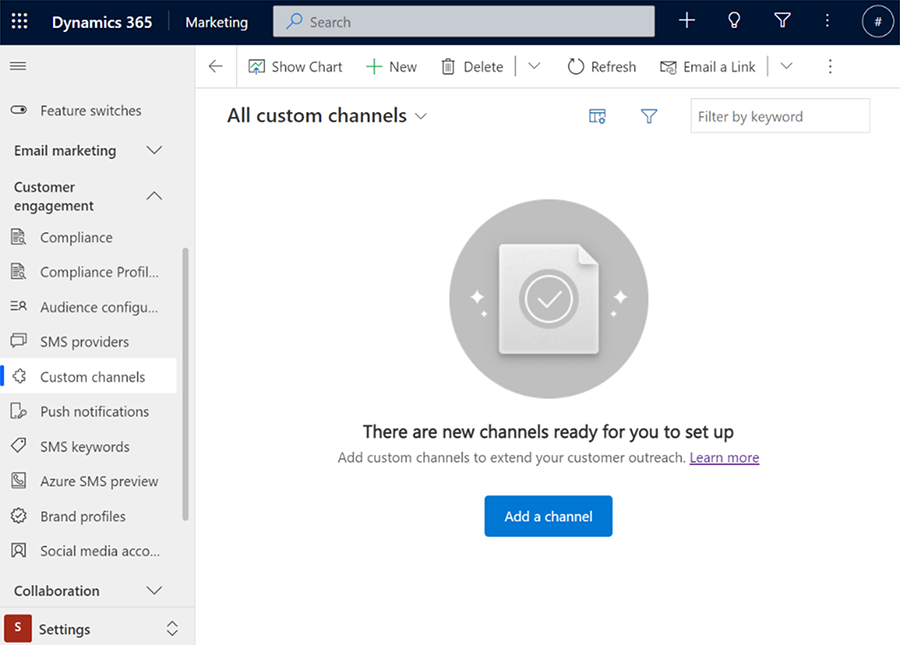 Dynamics 365 Marketing Search #
Show Chart New Delete Refresh Email a Link
Feature switches
Email marketing
Customer
engagement
Compliance
Compliance Profil...
Audience configu...
SMS providers
Custom channels
Push notifications
SMS keywords
Azure SMS preview
Brand profiles
Social media acco...
Collaboration
S Settings
All custom channels Filter by keyword
There are new channels ready for you to set up
Add custom channels to extend your customer outreach. Learn more
Add a channel